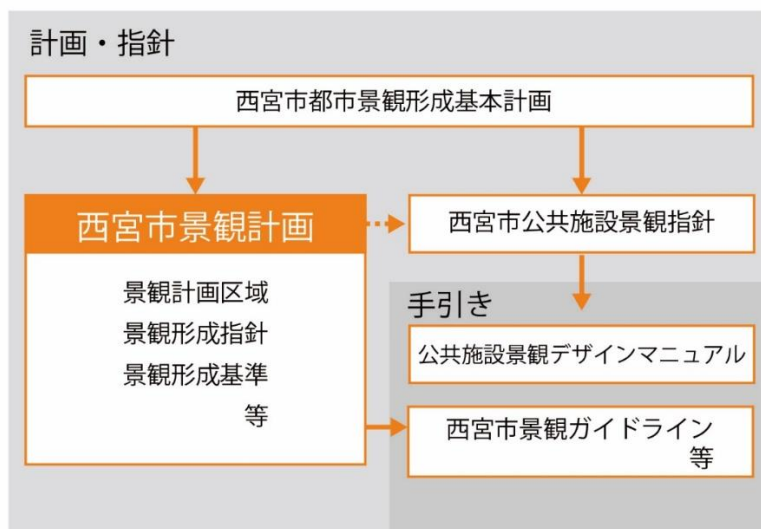 計画・指針
西宮市都市景観形成基本計画
西宮市景観計画
景観計画区域
景観形成指針
景観形成基準
等
西宮市公共施設景観指針
手引き
公共施設景観デザインマニュアル
西宮市景観ガイドライン
等